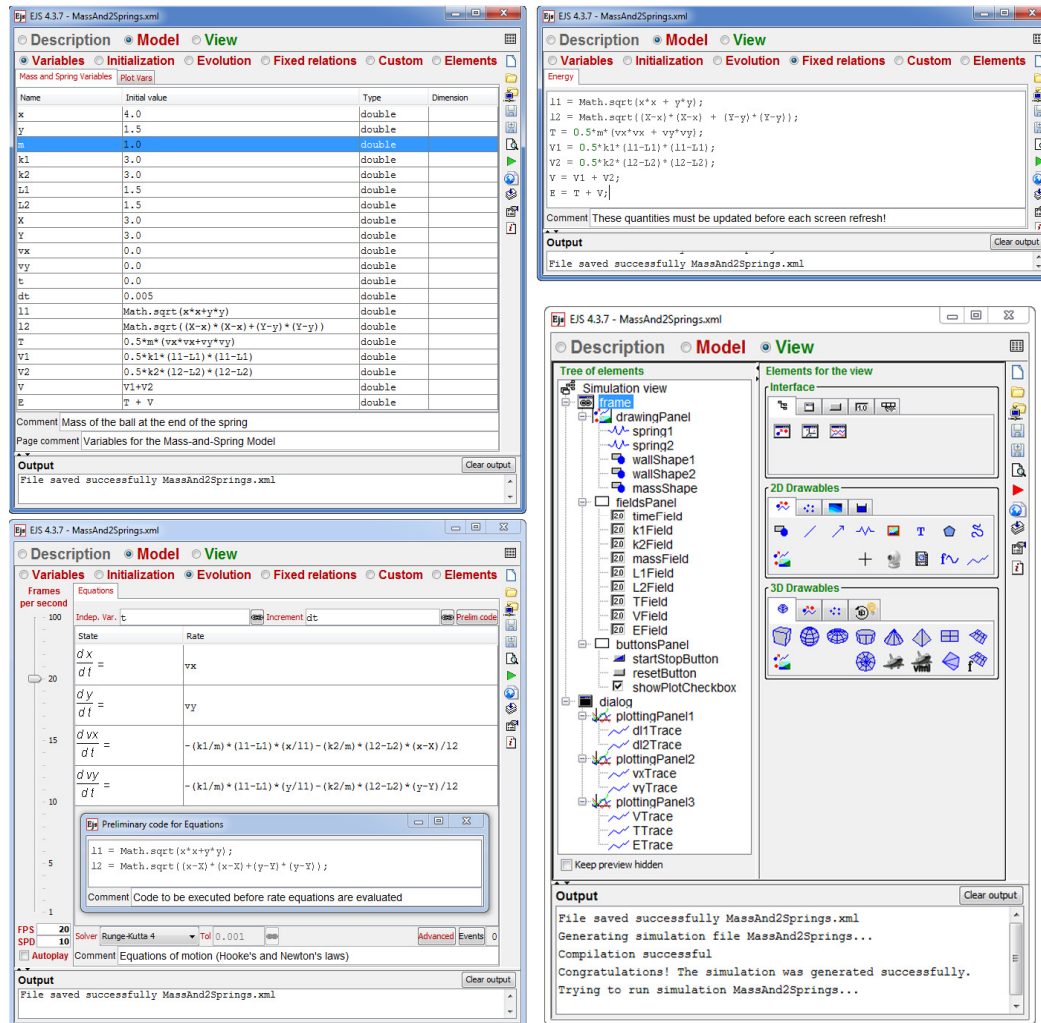 EJS 4.3.7 - MassAnd2Springs.xml
Description Model View
Variables Initialization Evolution Fixed relations Custom Elements
Mass and Spring Variables Plot Vars
Name Initial value Type Dimension
x 4.0 double
y 1.5 double
m 1.0 double
k1 3.0 double
k2 3.0 double
L1 1.5 double
L2 1.5 double
X 3.0 double
Y 3.0 double
vx 0.0 double
vy 0.0 double
t 0.0 double
dt 0.005 double
l1 Math.sqrt(x*x+y*y) double
l2 Math.sqrt((X-x)*(X-x)+(Y-y)*(Y-y)) double
T 0.5*m*(vx*vx+vy*vy) double
V1 0.5*k1*(l1-L1)*(l1-L1) double
V2 0.5*k2*(l2-L2)*(l2-L2) double
V V1+V2 double
E T + V double
Comment Mass of the ball at the end of the spring
Page comment Variables for the Mass-and-Spring Model
Output Clear output
File saved successfully MassAnd2Springs.xml
EJS 4.3.7 - MassAnd2Springs.xml
Description Model View
Variables Initialization Evolution Fixed relations Custom Elements
Energy
l1 = Math.sqrt(x*x + y*y);
l2 = Math.sqrt((X-x)*(X-x) + (Y-y)*(Y-y));
T = 0.5*m*(vx*vx + vy*vy);
V1 = 0.5*k1*(l1-L1)*(l1-L1);
V2 = 0.5*k2*(l2-L2)*(l2-L2);
V = V1 + V2;
E = T + V;
Comment These quantities must be updated before each screen refresh!
Output Clear output
File saved successfully MassAnd2Springs.xml
EJS 4.3.7 - MassAnd2Springs.xml
Description Model View
Variables Initialization Evolution Fixed relations Custom Elements
Frames per second
100
20
15
10
5
1
FPS 20
SPD 10
Autoplay
Equations
Indep. Var. t Increment dt Prelim code
State Rate
d x / d t = vx
d y / d t = vy
d vx / d t = -(k1/m)*(l1-L1)*(x/l1)-(k2/m)*(l2-L2)*(x-X)/l2
d vy / d t = -(k1/m)*(l1-L1)*(y/l1)-(k2/m)*(l2-L2)*(y-Y)/l2
Preliminary code for Equations
l1 = Math.sqrt(x*x+y*y);
l2 = Math.sqrt((x-X)*(x-X)+(y-Y)*(y-Y));
Comment Code to be executed before rate equations are evaluated
Solver Runge-Kutta 4 Tol 0.001 Advanced Events 0
Comment Equations of motion (Hooke's and Newton's laws)
Output Clear output
File saved successfully MassAnd2Springs.xml
EJS 4.3.7 - MassAnd2Springs.xml
Description Model View
Tree of elements
Simulation view
frame
drawingPanel
spring1
spring2
wallShape1
wallShape2
massShape
fieldsPanel
timeField
k1Field
k2Field
massField
L1Field
L2Field
TField
VField
EField
buttonsPanel
startStopButton
resetButton
showPlotCheckbox
dialog
plottingPanel1
dl1Trace
dl2Trace
plottingPanel2
vxTrace
vyTrace
plottingPanel3
VTrace
TTrace
ETrace
Keep preview hidden
Elements for the view
Interface
2D Drawables
3D Drawables
Output Clear output
File saved successfully MassAnd2Springs.xml
Generating simulation file MassAnd2Springs...
Compilation successful
Congratulations! The simulation was generated successfully.
Trying to run simulation MassAnd2Springs...